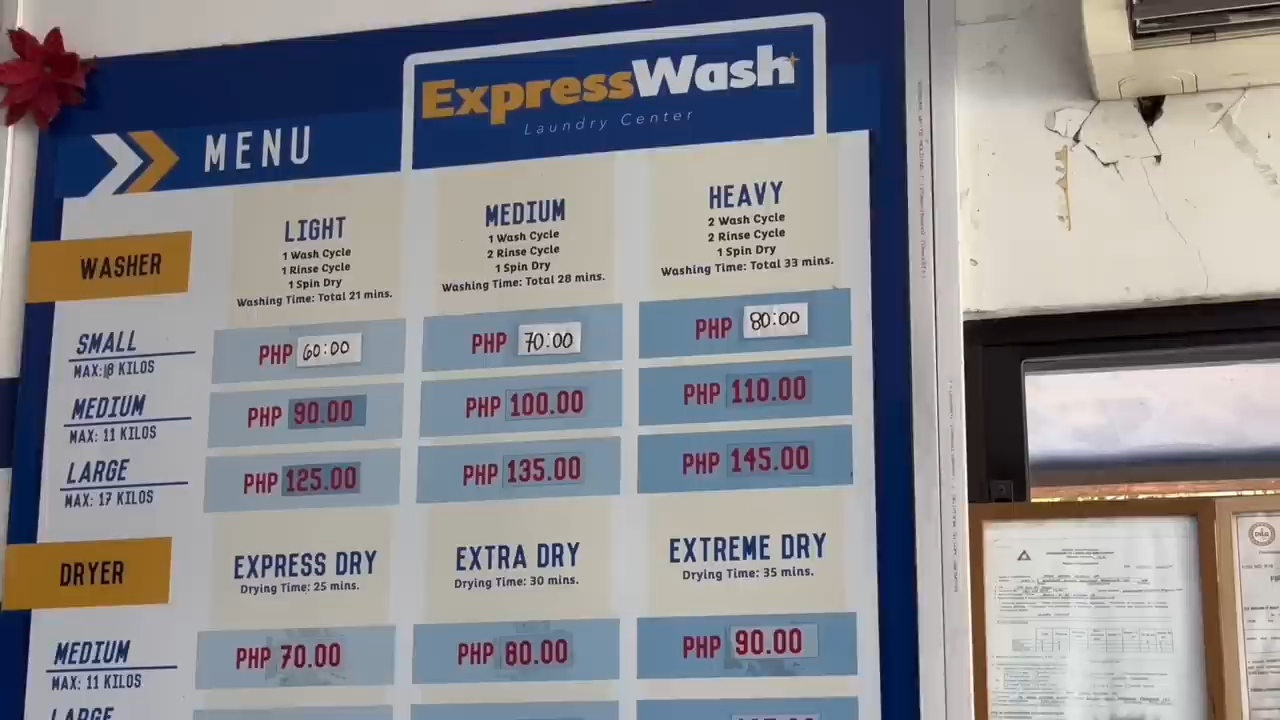 ExpressWash
Laundry Center
MENU
LIGHT
1 Wash Cycle
1 Rinse Cycle
1 Spin Dry
Washing Time: Total 21 mins.
MEDIUM
1 Wash Cycle
2 Rinse Cycle
1 Spin Dry
Washing Time: Total 28 mins.
HEAVY
2 Wash Cycle
2 Rinse Cycle
1 Spin Dry
Washing Time: Total 33 mins.
WASHER
SMALL
MAX: 8 KILOS
PHP 60:00
PHP 70:00
PHP 80:00
MEDIUM
MAX: 11 KILOS
PHP 90.00
PHP 100.00
PHP 110.00
LARGE
MAX: 17 KILOS
PHP 125.00
PHP 135.00
PHP 145.00
DRYER
EXPRESS DRY
Drying Time: 25 mins.
EXTRA DRY
Drying Time: 30 mins.
EXTREME DRY
Drying Time: 35 mins.
MEDIUM
MAX: 11 KILOS
PHP 70.00
PHP 80.00
PHP 90.00
LARGE